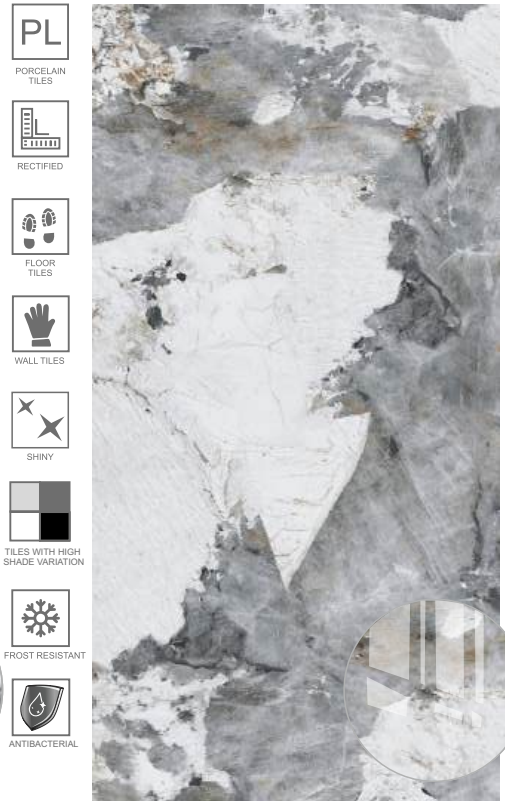 PL
PORCELAIN
TILES
RECTIFIED
FLOOR
TILES
WALL TILES
SHINY
TILES WITH HIGH
SHADE VARIATION
FROST RESISTANT
ANTIBACTERIAL